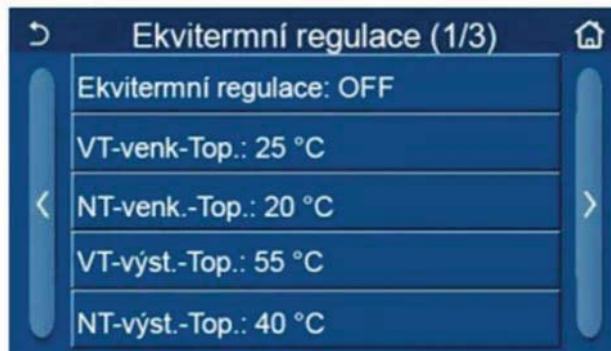 Ekvitermní regulace (1/3)
Ekvitermní regulace: OFF
VT-venk-Top.: 25 °C
NT-venk.-Top.: 20 °C
VT-výst.-Top.: 55 °C
NT-výst.-Top.: 40 °C